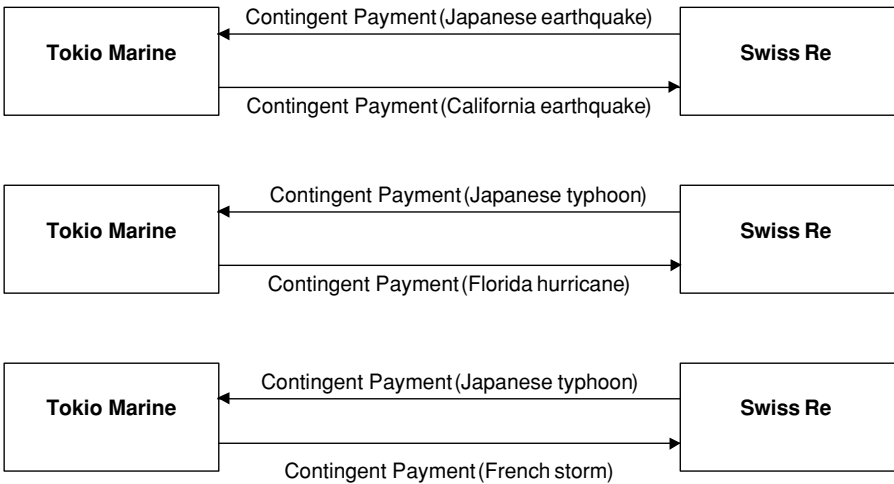 Contingent Payment (Japanese earthquake)
Tokio Marine
Swiss Re
Contingent Payment (California earthquake)
Contingent Payment (Japanese typhoon)
Tokio Marine
Swiss Re
Contingent Payment (Florida hurricane)
Contingent Payment (Japanese typhoon)
Tokio Marine
Swiss Re
Contingent Payment (French storm)